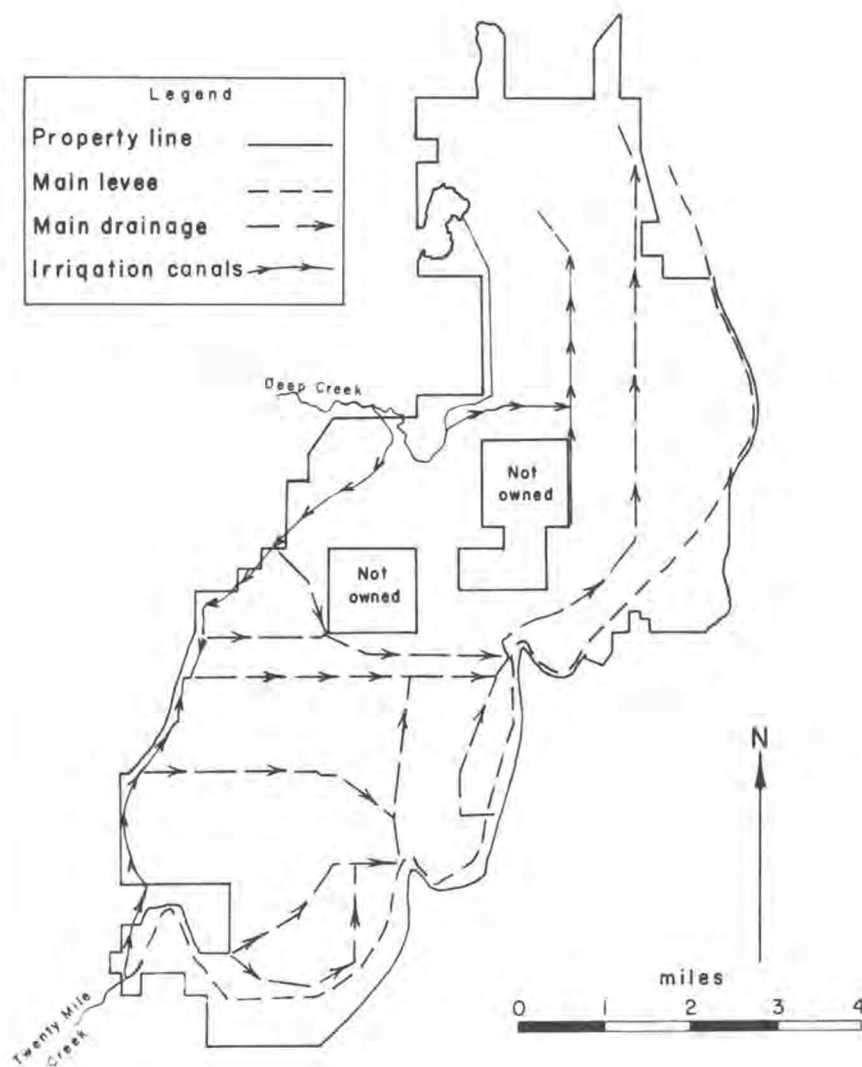 Legend
Property line
Main levee
Main drainage
Irrigation canals
Deep Creek
Not
owned
Not
owned
N
miles
0 1 2 3 4
Twenty Mile
Creek